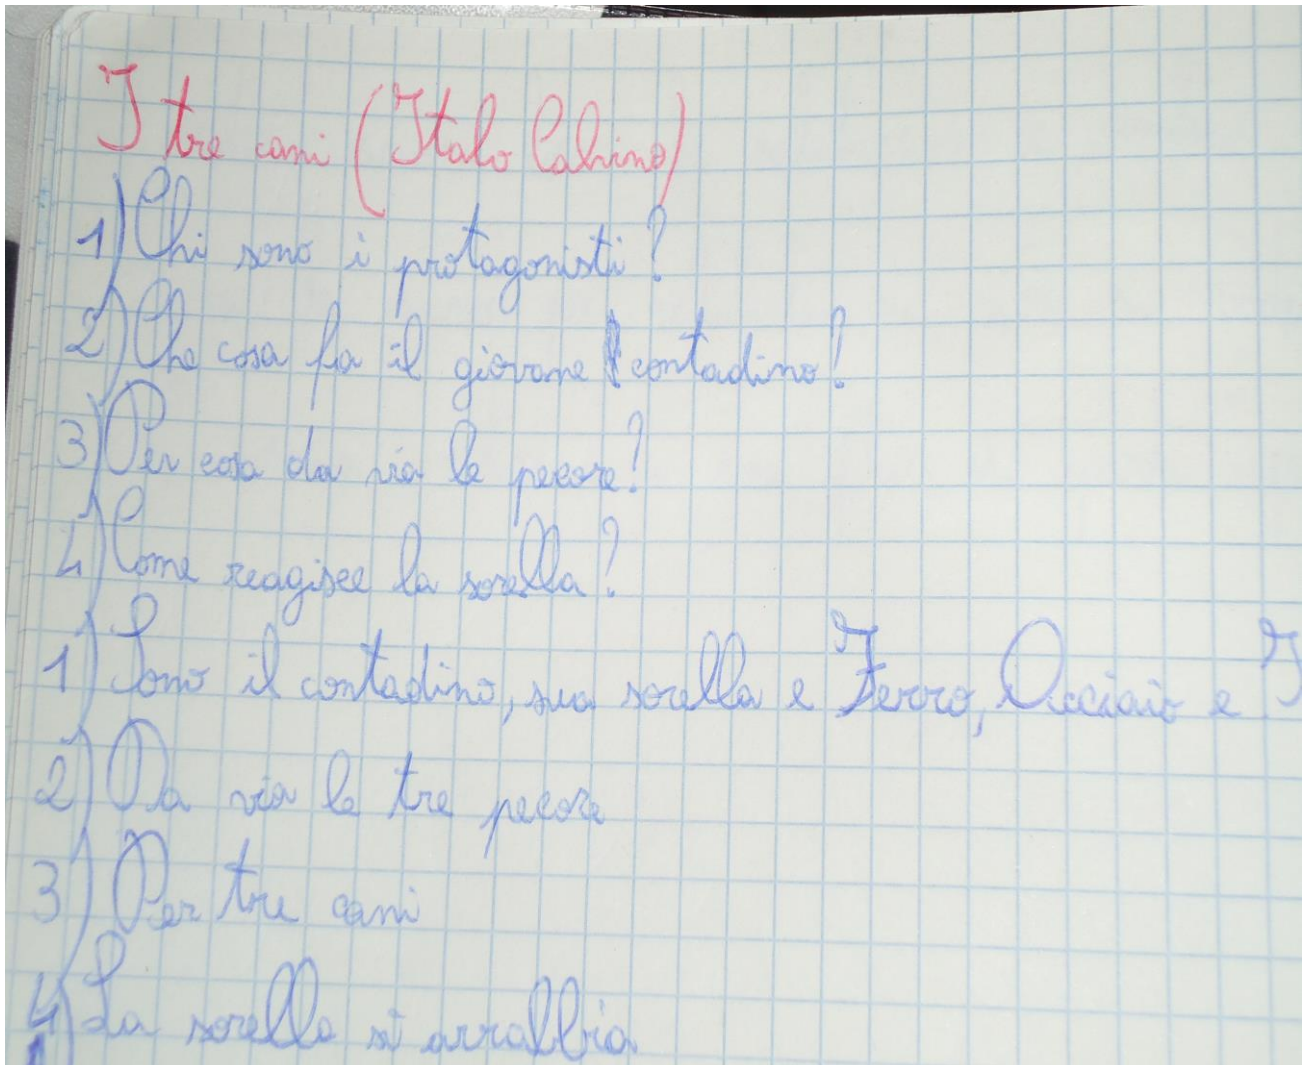 I tre cani (Italo Calvino)
1) Chi sono i protagonisti?
2) Che cosa fa il giovane contadino?
3) Per cosa da via le pecore?
4) Come reagisce la sorella?
1) Sono il contadino, sua sorella e Ferro, Acciaio e
2) Da via le tre pecore
3) Per tre cani
4) La sorella si arrabbia